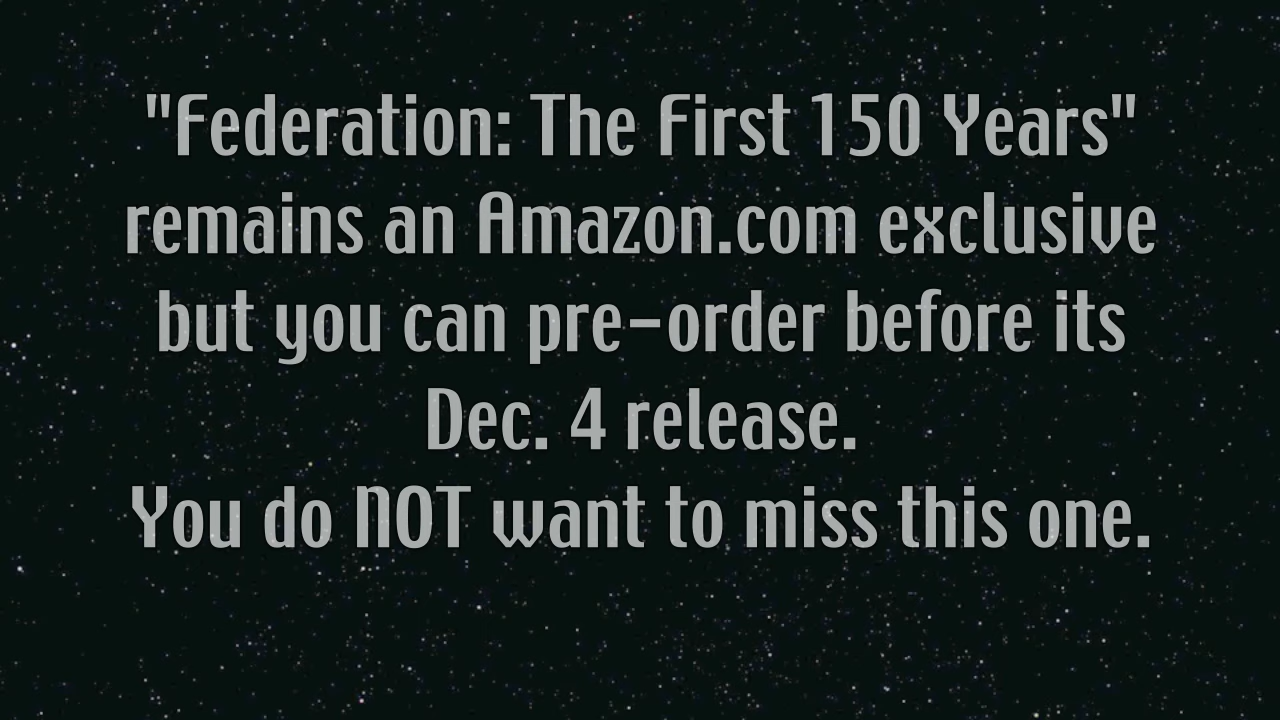 "Federation: The First 150 Years"
remains an Amazon.com exclusive
but you can pre-order before its
Dec. 4 release.
You do NOT want to miss this one.